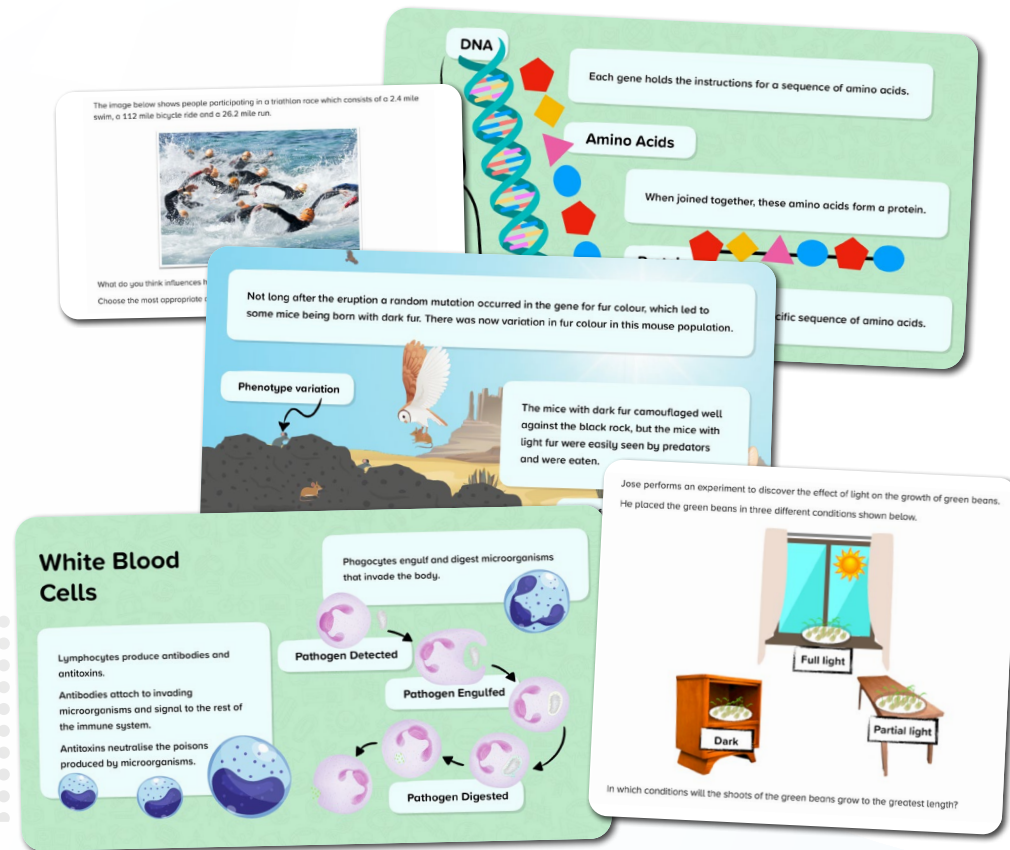 DNA
Each gene holds the instructions for a sequence of amino acids.
Amino Acids
When joined together, these amino acids form a protein.
cific sequence of amino acids.
The image below shows people participating in a triathlon race which consists of a 2.4 mile
swim, a 112 mile bicycle ride and a 26.2 mile run.
What do you think influences h
Choose the most appropriate
Not long after the eruption a random mutation occurred in the gene for fur colour, which led to
some mice being born with dark fur. There was now variation in fur colour in this mouse population.
Phenotype variation
The mice with dark fur camouflaged well
against the black rock, but the mice with
light fur were easily seen by predators
and were eaten.
White Blood
Cells
Lymphocytes produce antibodies and
antitoxins.
Antibodies attach to invading
microorganisms and signal to the rest of
the immune system.
Antitoxins neutralise the poisons
produced by microorganisms.
Phagocytes engulf and digest microorganisms
that invade the body.
Pathogen Detected
Pathogen Engulfed
Pathogen Digested
Jose performs an experiment to discover the effect of light on the growth of green beans.
He placed the green beans in three different conditions shown below.
Full light
Dark
Partial light
In which conditions will the shoots of the green beans grow to the greatest length?